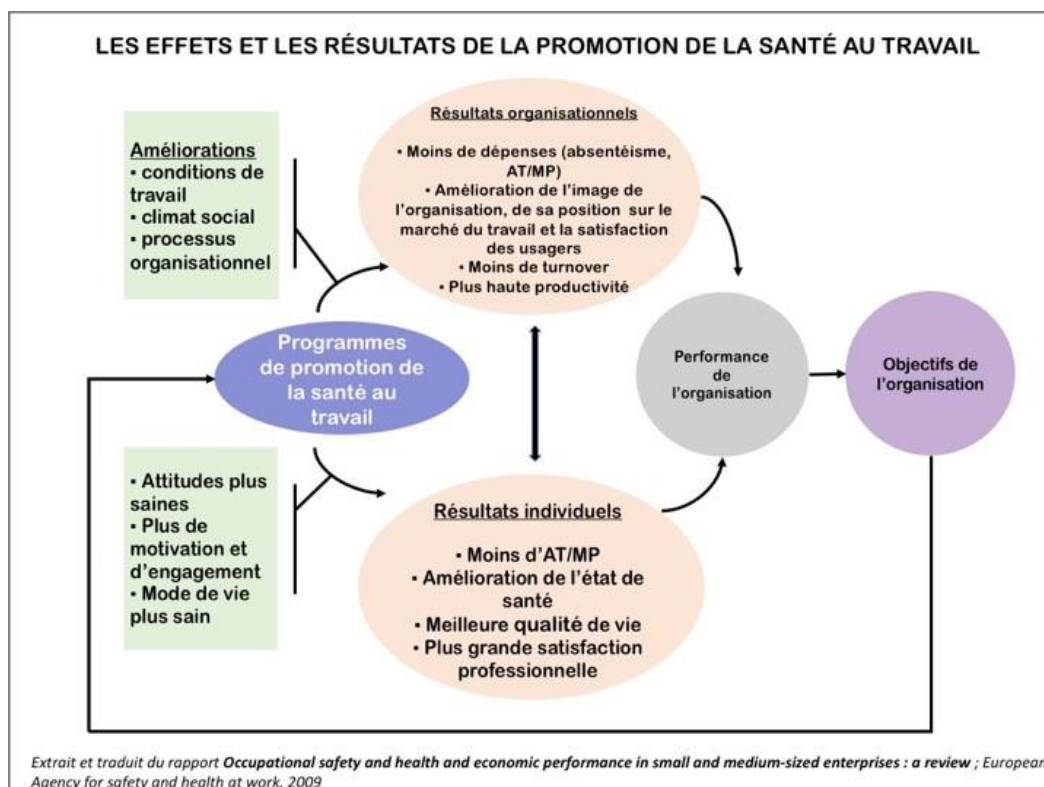 LES EFFETS ET LES RÉSULTATS DE LA PROMOTION DE LA SANTÉ AU TRAVAIL
Améliorations
▪ conditions de
travail
▪ climat social
▪ processus
organisationnel
Résultats organisationnels
▪ Moins de dépenses (absentéisme,
AT/MP)
▪ Amélioration de l'image de
l'organisation, de sa position sur le
marché du travail et la satisfaction
des usagers
▪ Moins de turnover
▪ Plus haute productivité
Programmes
de promotion de
la santé au
travail
Performance
de
l'organisation
Objectifs de
l'organisation
▪ Attitudes plus
saines
▪ Plus de
motivation et
d'engagement
▪ Mode de vie
plus sain
Résultats individuels
▪ Moins d'AT/MP
▪ Amélioration de l'état de
santé
▪ Meilleure qualité de vie
▪ Plus grande satisfaction
professionnelle
Extrait et traduit du rapport Occupational safety and health and economic performance in small and medium-sized enterprises : a review ; European
Agency for safety and health at work, 2009